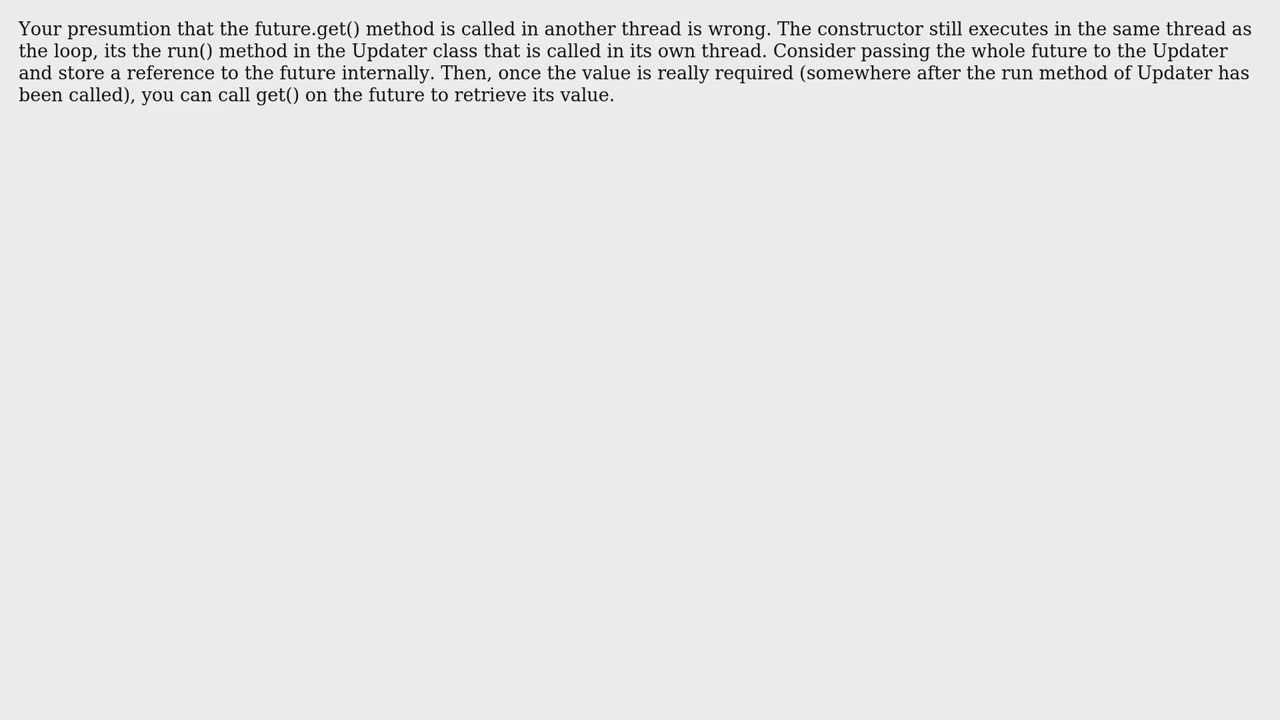 Your presumtion that the future.get() method is called in another thread is wrong. The constructor still executes in the same thread as
the loop, its the run() method in the Updater class that is called in its own thread. Consider passing the whole future to the Updater
and store a reference to the future internally. Then, once the value is really required (somewhere after the run method of Updater has
been called), you can call get() on the future to retrieve its value.